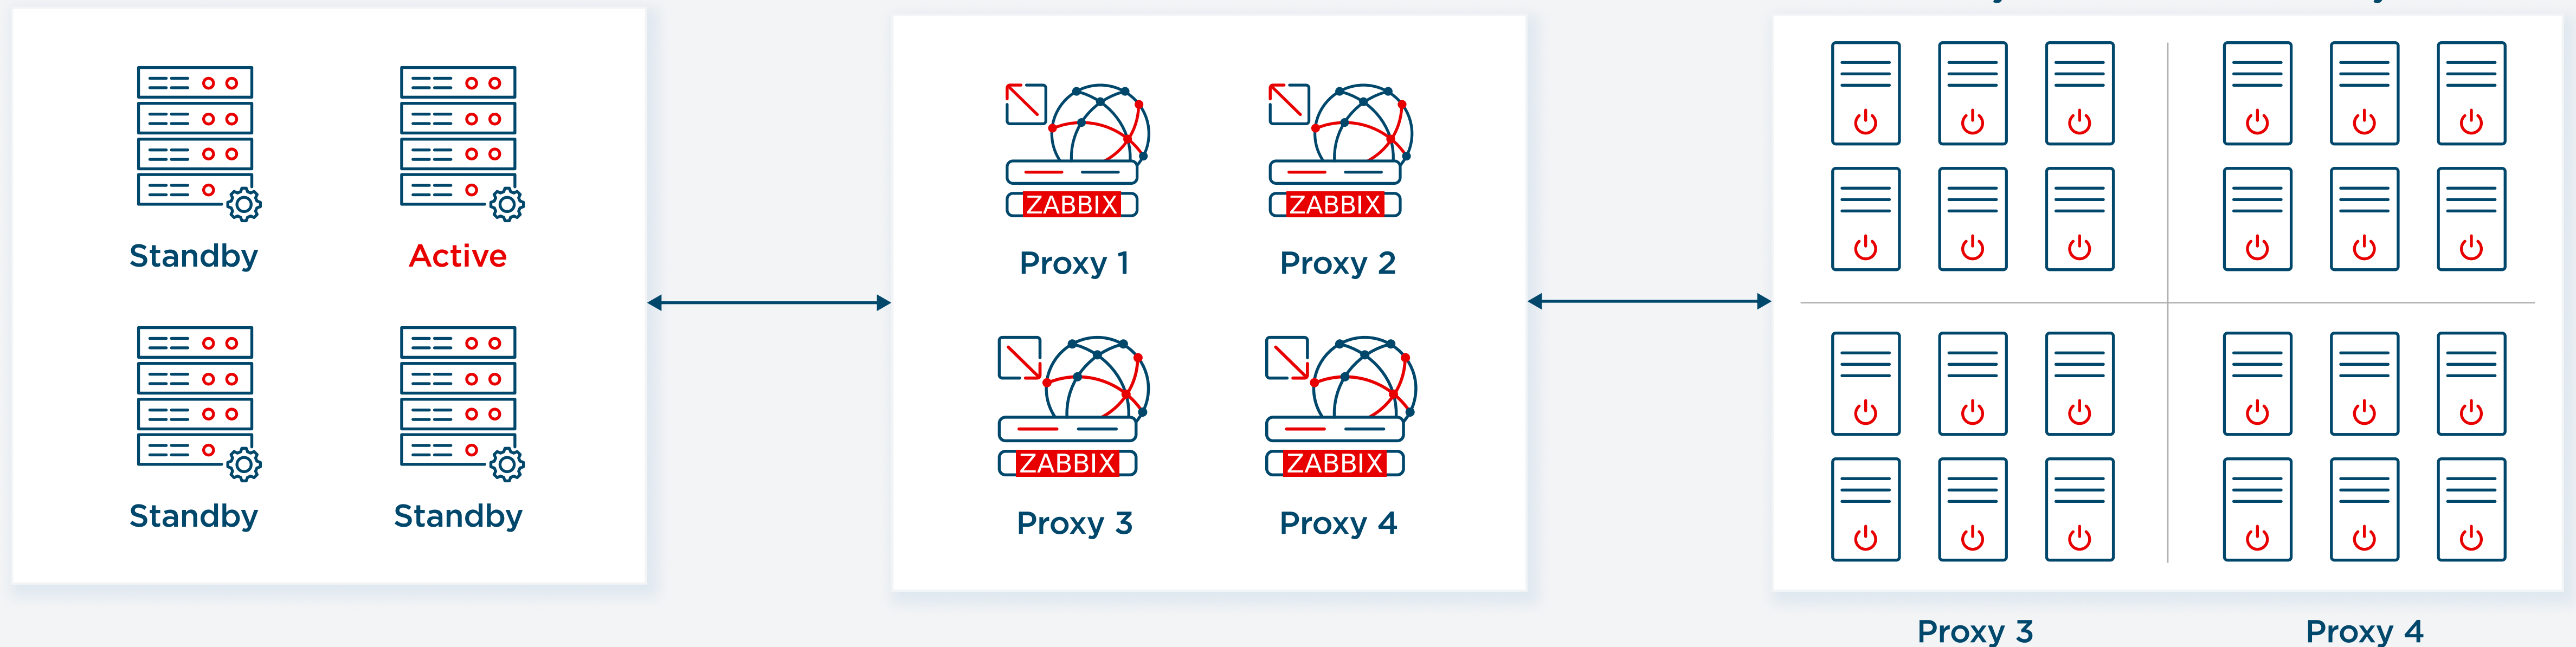 Standby
Active
Standby
Standby
ZABBIX
ZABBIX
Proxy 1
Proxy 2
ZABBIX
ZABBIX
Proxy 3
Proxy 4
Proxy 3
Proxy 4